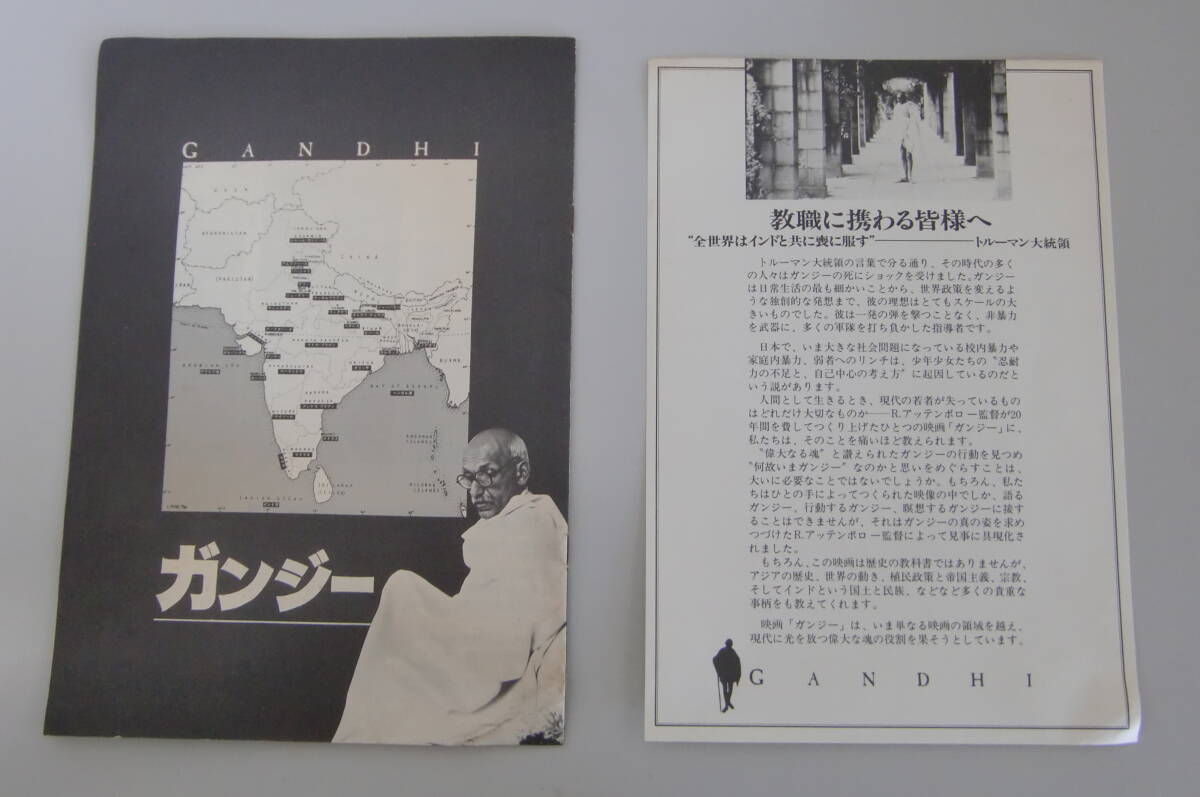 GANDHI
CHINA
AFGHANISTAN
(PAKISTAN)
BURMA
BAY OF BENGAL
ARABIAN SEA
INDIAN OCEAN
ガンジー
教職に携わる皆様へ
“全世界はインドと共に喪に服す”――――トルーマン大統領
トルーマン大統領の言葉で分る通り、その時代の多く
の人々はガンジーの死にショックを受けました。ガンジー
は日常生活の最も細かいことから、世界政策を変えるよ
うな独創的な発想まで、彼の理想はとてもスケールの大
きいものでした。彼は一発の弾を撃つことなく、非暴力
を武器に、多くの軍隊を打ち負かした指導者です。
日本で、いま大きな社会問題になっている校内暴力や
家庭内暴力、弱者へのリンチは、少年少女たちの〝忍耐
力の不足と、自己中心の考え方〟に起因しているのだと
いう説があります。
人間として生きるとき、現代の若者が失っているもの
はどれだけ大切なものか――R.アッテンボロー監督が20
年間を費してつくり上げたひとつの映画「ガンジー」に、
私たちは、そのことを痛いほど教えられます。
〝偉大なる魂〟と讃えられたガンジーの行動を見つめ
〝何故いまガンジー〟なのかと思いをめぐらすことは、
大いに必要なことではないでしょうか。もちろん、私た
ちはひとの手によってつくられた映像の中でしか、語る
ガンジー、行動するガンジー、瞑想するガンジーに接す
ることはできませんが、それはガンジーの真の姿を求め
つづけたR.アッテンボロー監督によって見事に具現化さ
れました。
もちろん、この映画は歴史の教科書ではありませんが、
アジアの歴史、世界の動き、植民政策と帝国主義、宗教、
そしてインドという国土と民族、などなど多くの貴重な
事柄をも教えてくれます。
映画「ガンジー」は、いま単なる映画の領域を越え、
現代に光を放つ偉大な魂の役割を果そうとしています。
GANDHI